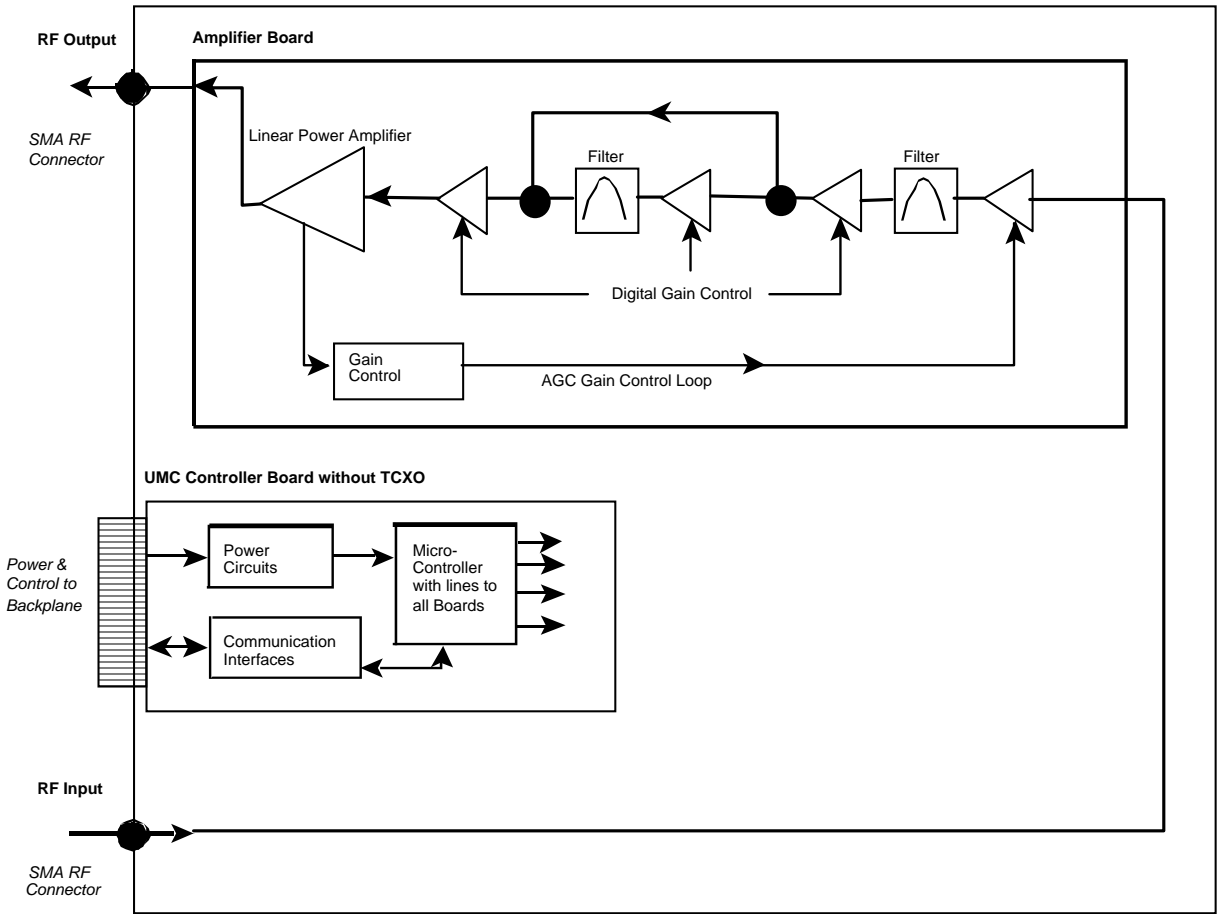 RF Output
Amplifier Board
SMA RF
Connector
Linear Power Amplifier
Filter
Filter
Digital Gain Control
Gain
Control
AGC Gain Control Loop
UMC Controller Board without TCXO
Power &
Control to
Backplane
Power
Circuits
Micro-
Controller
with lines to
all Boards
Communication
Interfaces
RF Input
SMA RF
Connector